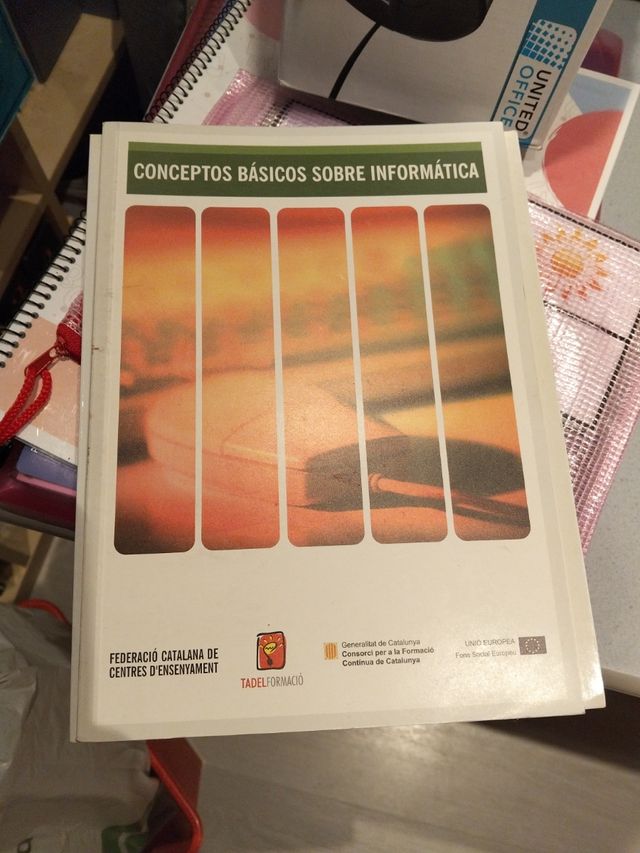 UNITED
OFFICE
CONCEPTOS BÁSICOS SOBRE INFORMÁTICA
FEDERACIÓ CATALANA DE
CENTRES D'ENSENYAMENT
TADELFORMACIÓ
Generalitat de Catalunya
Consorci per a la Formació
Contínua de Catalunya
UNIÓ EUROPEA
Fons Social Europeu